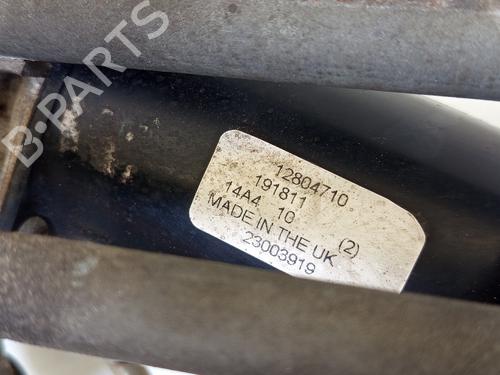 B-PARTS
12804710
191811
14A4 10
MADE IN THE UK (2)
23003919